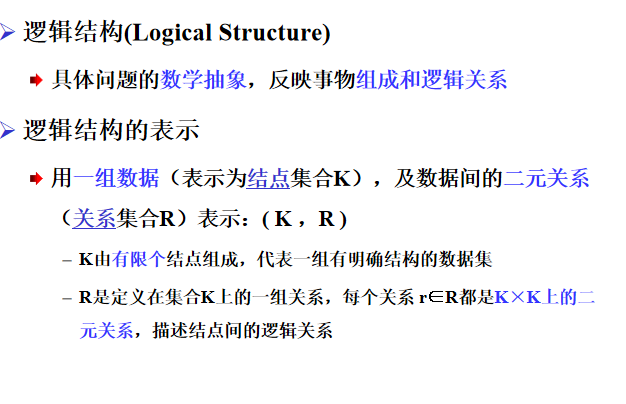 逻辑结构(Logical Structure)
具体问题的数学抽象，反映事物组成和逻辑关系
逻辑结构的表示
用一组数据（表示为结点集合K），及数据间的二元关系
（关系集合R）表示：( K ，R )
– K由有限个结点组成，代表一组有明确结构的数据集
– R是定义在集合K上的一组关系，每个关系 r∈R都是K×K上的二
元关系，描述结点间的逻辑关系